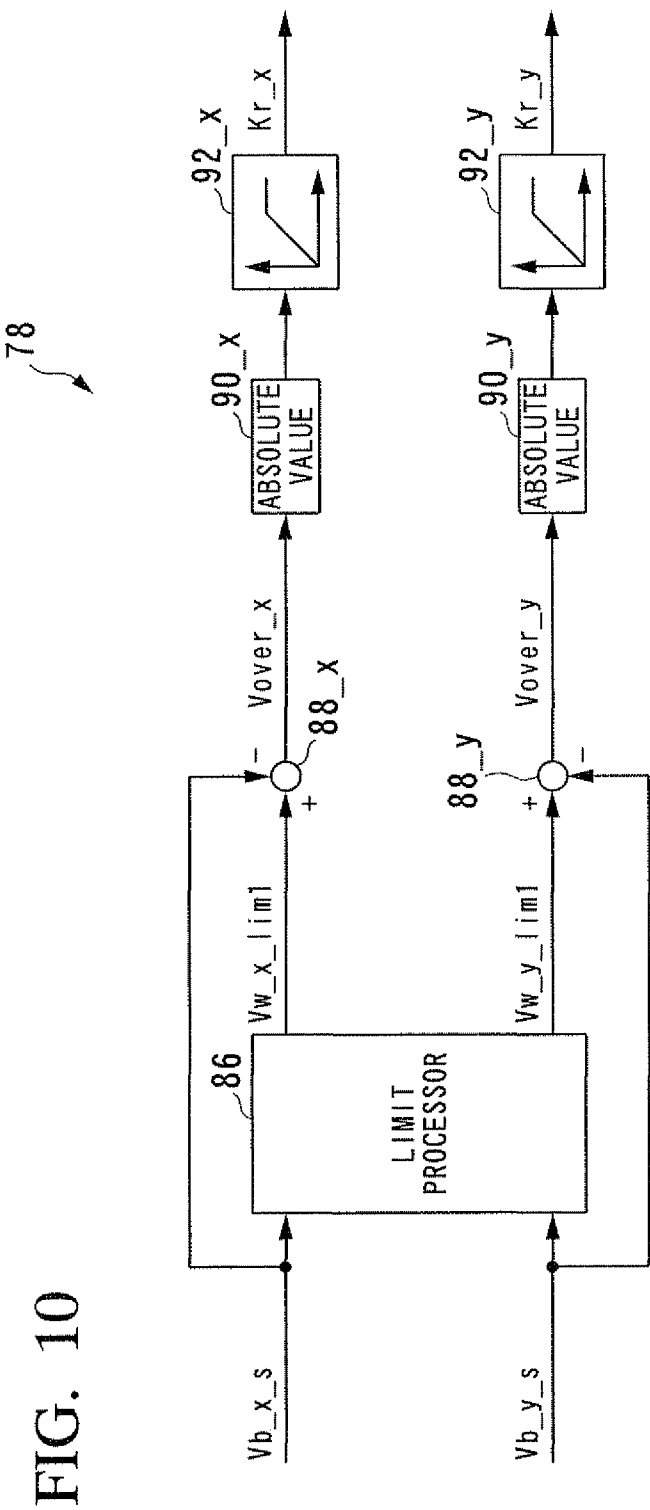 FIG. 10
78
Vb_x_s
86
Vw_x_lim1
-
+
88_x
Vover_x
90_x
ABSOLUTE
VALUE
92_x
Kr_x
LIMIT
PROCESSOR
Vb_y_s
Vw_y_lim1
+
-
88_y
Vover_y
90_y
ABSOLUTE
VALUE
92_y
Kr_y